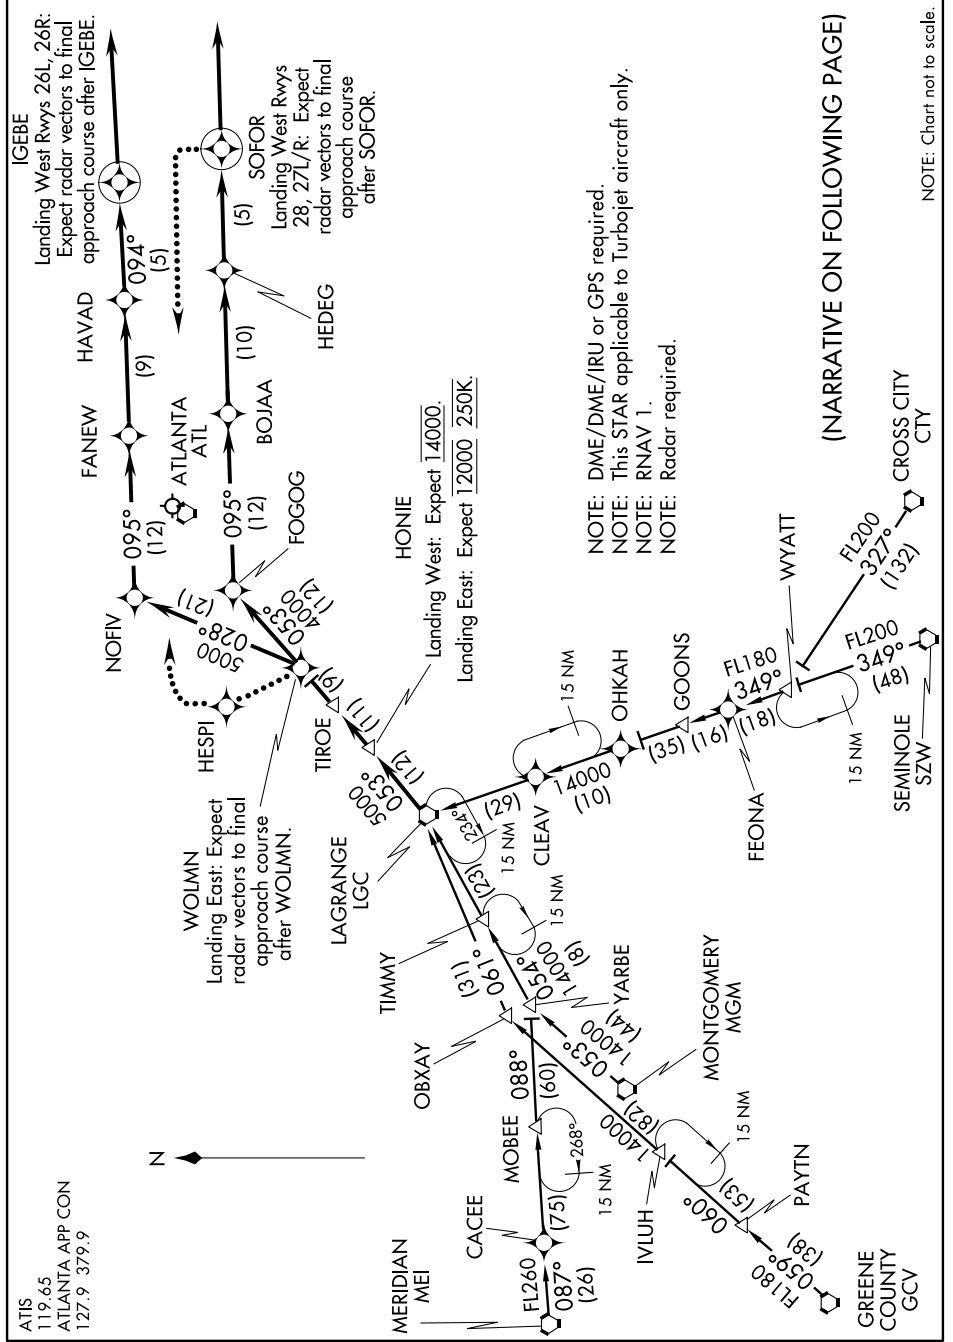 ATIS
119.65
ATLANTA APP CON
127.9 379.9
N
IGEBE
Landing West Rwys 26L, 26R:
Expect radar vectors to final
approach course after IGEBE.
HAVAD
094°
(5)
FANEW
(9)
NOFIV
095°
(12)
ATLANTA
ATL
SOFOR
Landing West Rwys
28, 27L/R: Expect
radar vectors to final
approach course
after SOFOR.
(5)
HEDEG
(10)
BOJAA
095°
(12)
FOGOG
5000
028°
(21)
053°
4000
(12)
HESPI
WOLMN
Landing East: Expect
radar vectors to final
approach course
after WOLMN.
(9)
TIROE
(11)
HONIE
Landing West: Expect 14000.
Landing East: Expect 12000 250K.
5000
053°
(12)
LAGRANGE
LGC
234°
15 NM
(23)
TIMMY
15 NM
(31)
061°
054°
14000
(8)
OBXAY
YARBE
14000
053°
(44)
MONTGOMERY
MGM
088°
(60)
MOBEE
268°
15 NM
CACEE
(75)
MERIDIAN
MEI
FL260
087°
(26)
14000
(82)
IVLUH
15 NM
060°
(53)
PAYTN
FL180
059°
(38)
GREENE
COUNTY
GCV
(29)
CLEAV
15 NM
14000
(10)
OHKAH
(35)
GOONS
(16)
FEONA
FL180
349°
(18)
WYATT
15 NM
FL200
349°
(48)
SEMINOLE
SZW
FL200
327°
(132)
CROSS CITY
CTY
NOTE: DME/DME/IRU or GPS required.
NOTE: This STAR applicable to Turbojet aircraft only.
NOTE: RNAV 1.
NOTE: Radar required.
(NARRATIVE ON FOLLOWING PAGE)
NOTE: Chart not to scale.